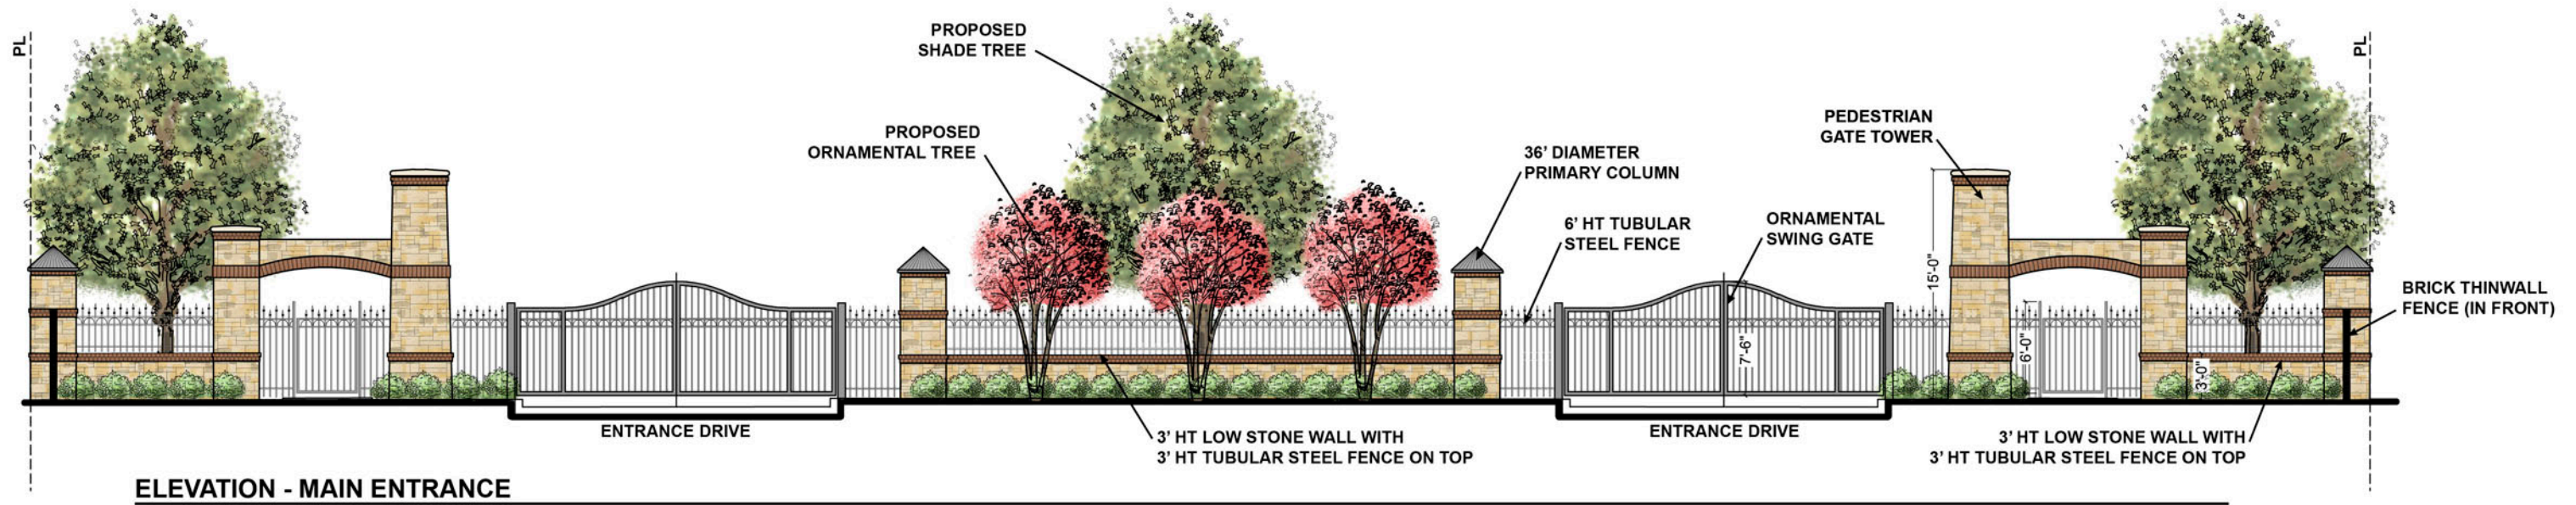 PL
PROPOSED
SHADE TREE
PROPOSED
ORNAMENTAL TREE
36' DIAMETER
PRIMARY COLUMN
6' HT TUBULAR
STEEL FENCE
ORNAMENTAL
SWING GATE
PEDESTRIAN
GATE TOWER
PL
BRICK THINWALL
FENCE (IN FRONT)
15'-0"
7'-6"
6'-0"
3'-0"
ENTRANCE DRIVE
3' HT LOW STONE WALL WITH
3' HT TUBULAR STEEL FENCE ON TOP
ENTRANCE DRIVE
3' HT LOW STONE WALL WITH
3' HT TUBULAR STEEL FENCE ON TOP
ELEVATION - MAIN ENTRANCE